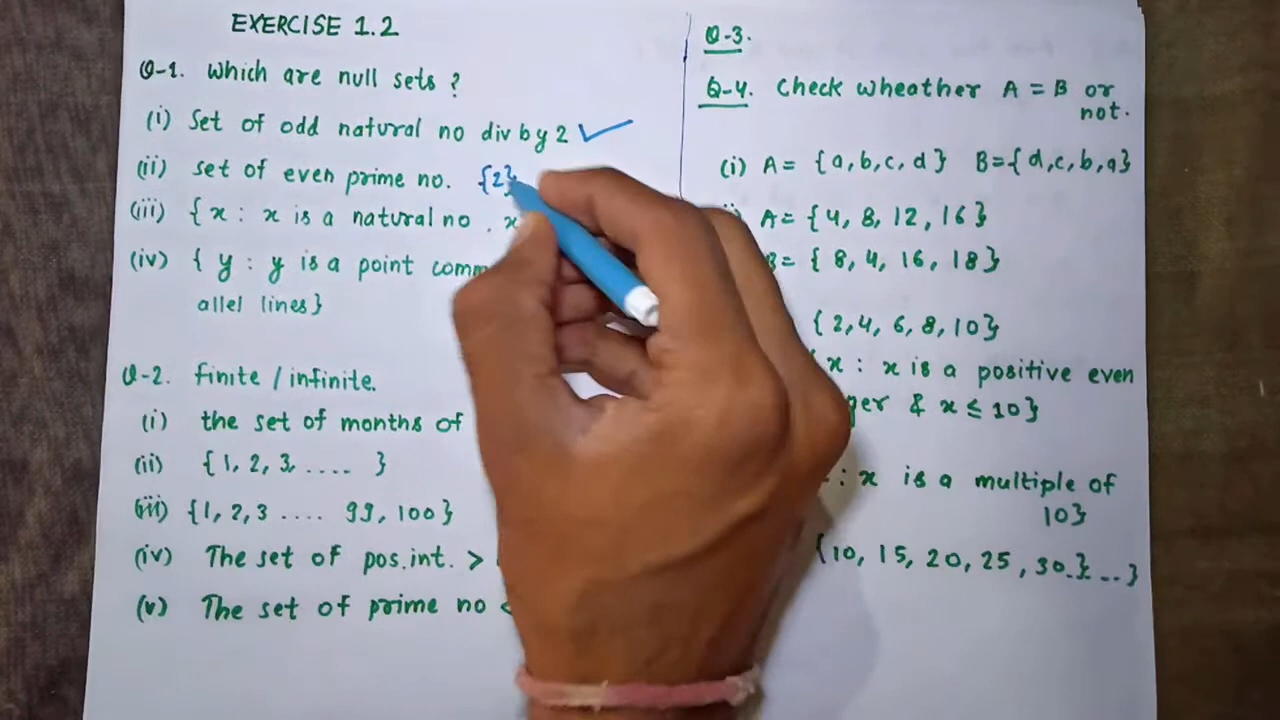 EXERCISE 1.2
Q-1. Which are null sets ?
(i) Set of odd natural no div by 2 ✓
(ii) set of even prime no. {2}
(iii) { x : x is a natural no . x
(iv) { y : y is a point comm
allel lines}
Q-2. finite / infinite.
(i) the set of months of
(ii) {1, 2, 3, .... }
(iii) {1, 2, 3 .... 99, 100}
(iv) The set of pos.int. >
(v) The set of prime no <
Q-3.
Q-4. Check wheather A = B or
not.
(i) A = {a, b, c, d} B={d, c, b, a}
A = {4, 8, 12, 16}
B = { 8, 4, 16, 18}
{ 2, 4, 6, 8, 10}
x : x is a positive even
ger & x ≤ 10}
: x is a multiple of
10}
{10, 15, 20, 25, 30..}...}